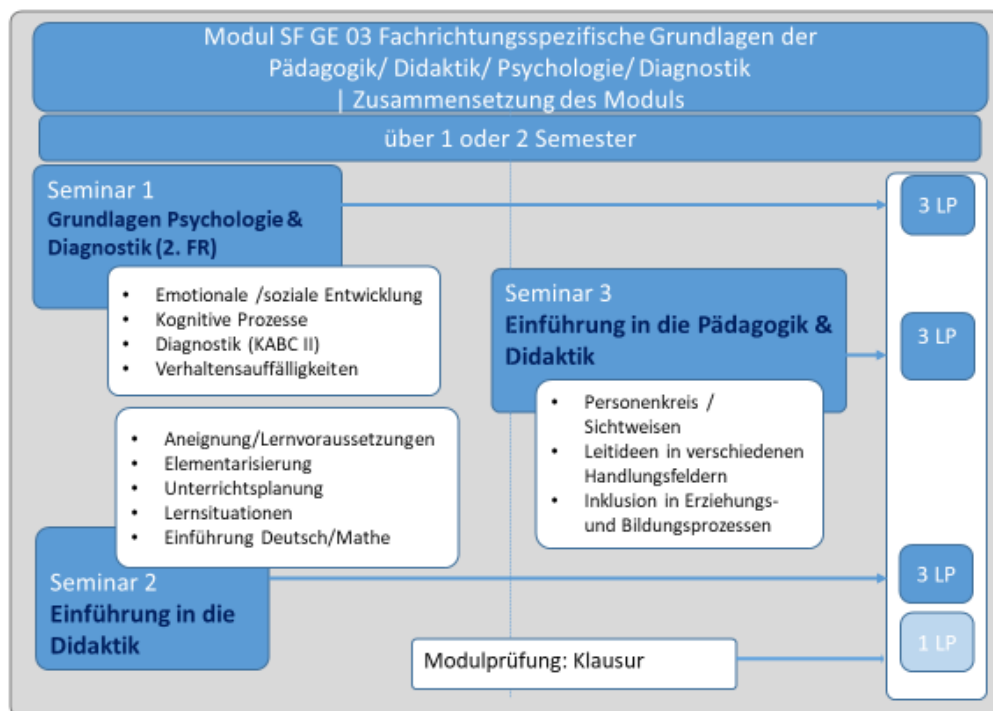 Modul SF GE 03 Fachrichtungsspezifische Grundlagen der
Pädagogik/ Didaktik/ Psychologie/ Diagnostik
| Zusammensetzung des Moduls
über 1 oder 2 Semester
Seminar 1
Grundlagen Psychologie &
Diagnostik (2. FR)
• Emotionale /soziale Entwicklung
• Kognitive Prozesse
• Diagnostik (KABC II)
• Verhaltensauffälligkeiten
3 LP
Seminar 3
Einführung in die Pädagogik &
Didaktik
• Personenkreis /
Sichtweisen
• Leitideen in verschiedenen
Handlungsfeldern
• Inklusion in Erziehungs-
und Bildungsprozessen
3 LP
• Aneignung/Lernvoraussetzungen
• Elementarisierung
• Unterrichtsplanung
• Lernsituationen
• Einführung Deutsch/Mathe
Seminar 2
Einführung in die
Didaktik
3 LP
Modulprüfung: Klausur
1 LP